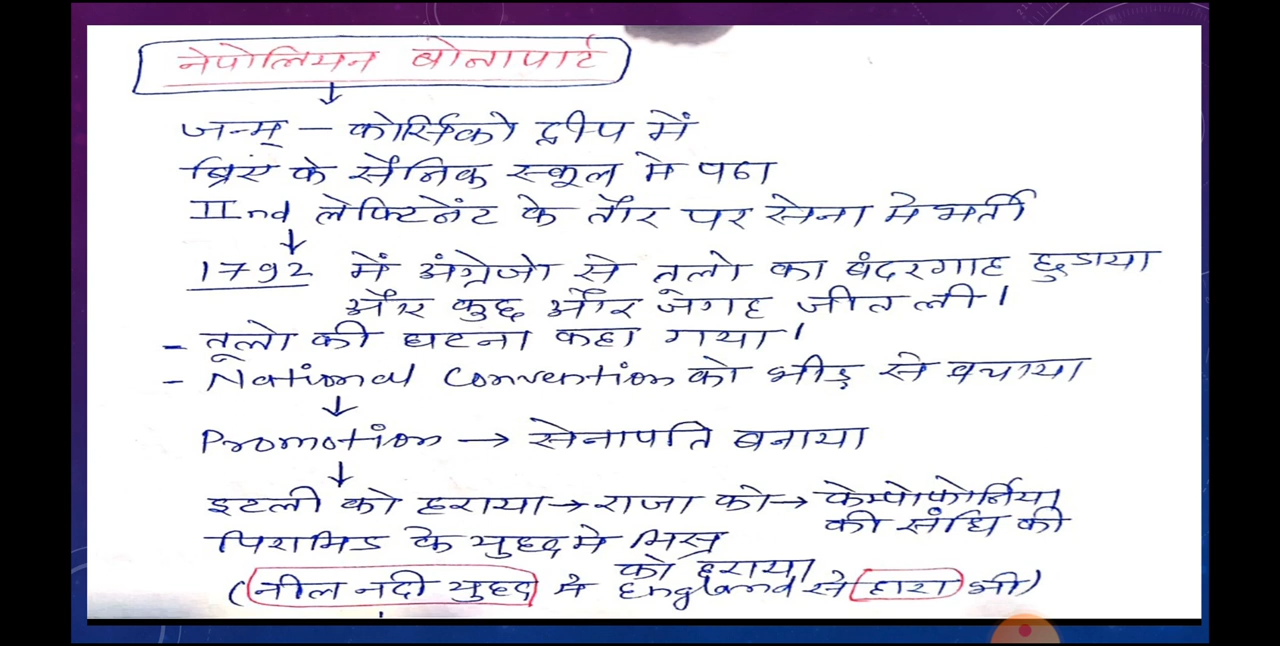 नेपोलियन बोनापार्ट
जन्म् – कोर्सिको द्वीप में
ब्रिए के सैनिक स्कूल मे पढा
IInd लेफ्टिनेंट के तौर पर सेना मे भर्ती
1792 में अंग्रेजो से तूलो का बंदरगाह छुडाया
और कुछ और जगह जीत ली।
- तूलो की घटना कहा गया।
- National Convention को भीड़ से बचाया
Promotion → सेनापति बनाया
इटली को हराया → राजा को → केम्पोफोर्निया
की संधि की
पिरामिड के युद्ध मे मिस्र
को हराया
(नील नदी युद्ध मे England से हारा भी)